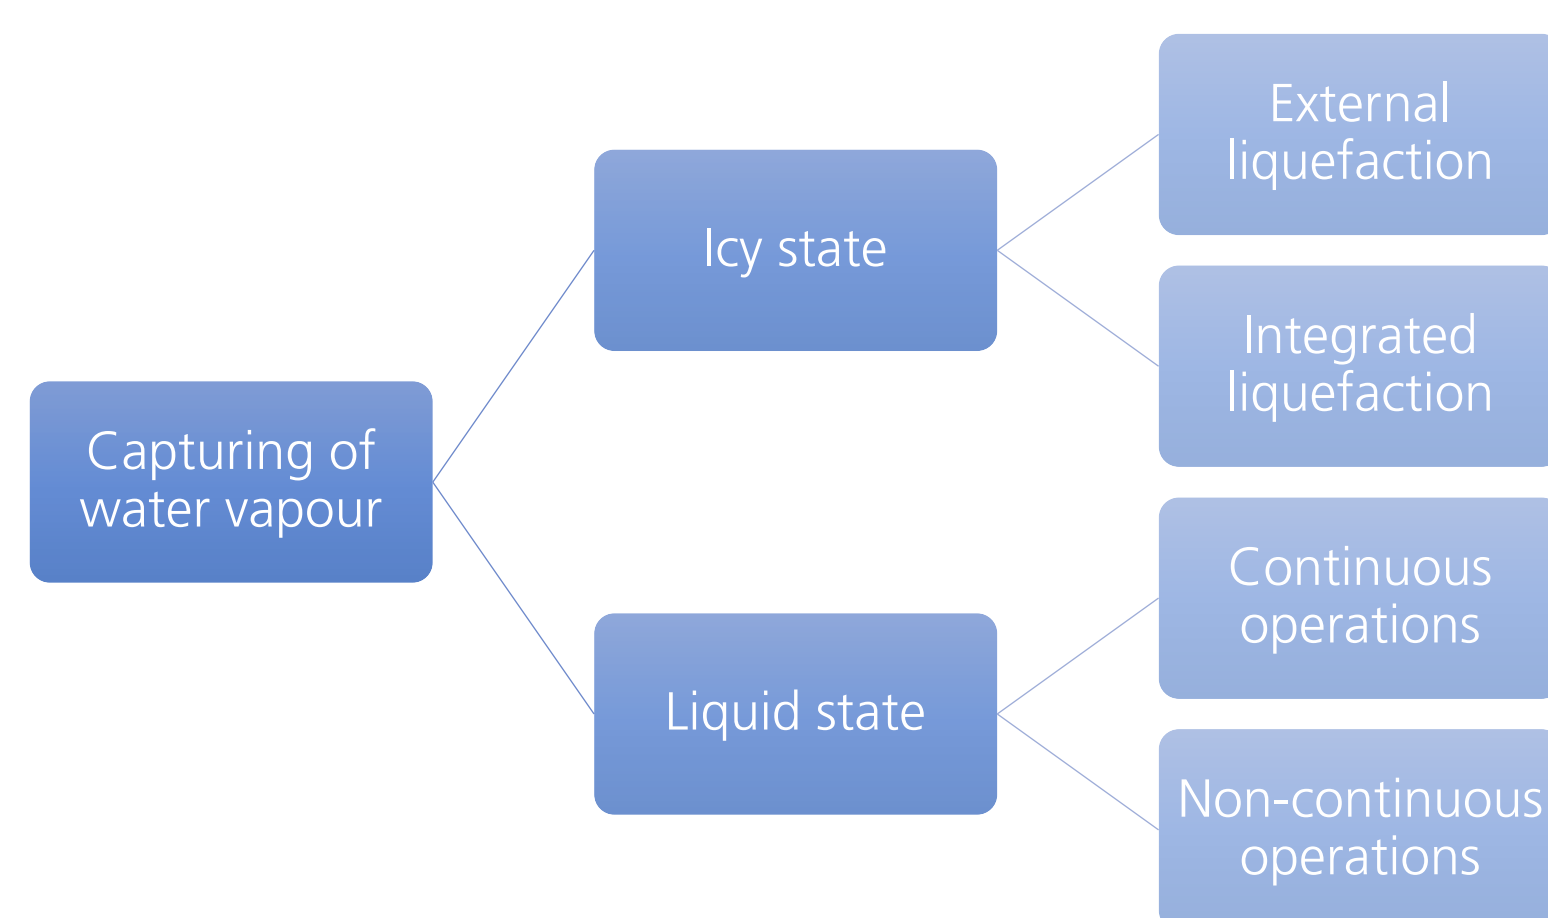 Capturing of
water vapour
Icy state
External
liquefaction
Integrated
liquefaction
Liquid state
Continuous
operations
Non-continuous
operations